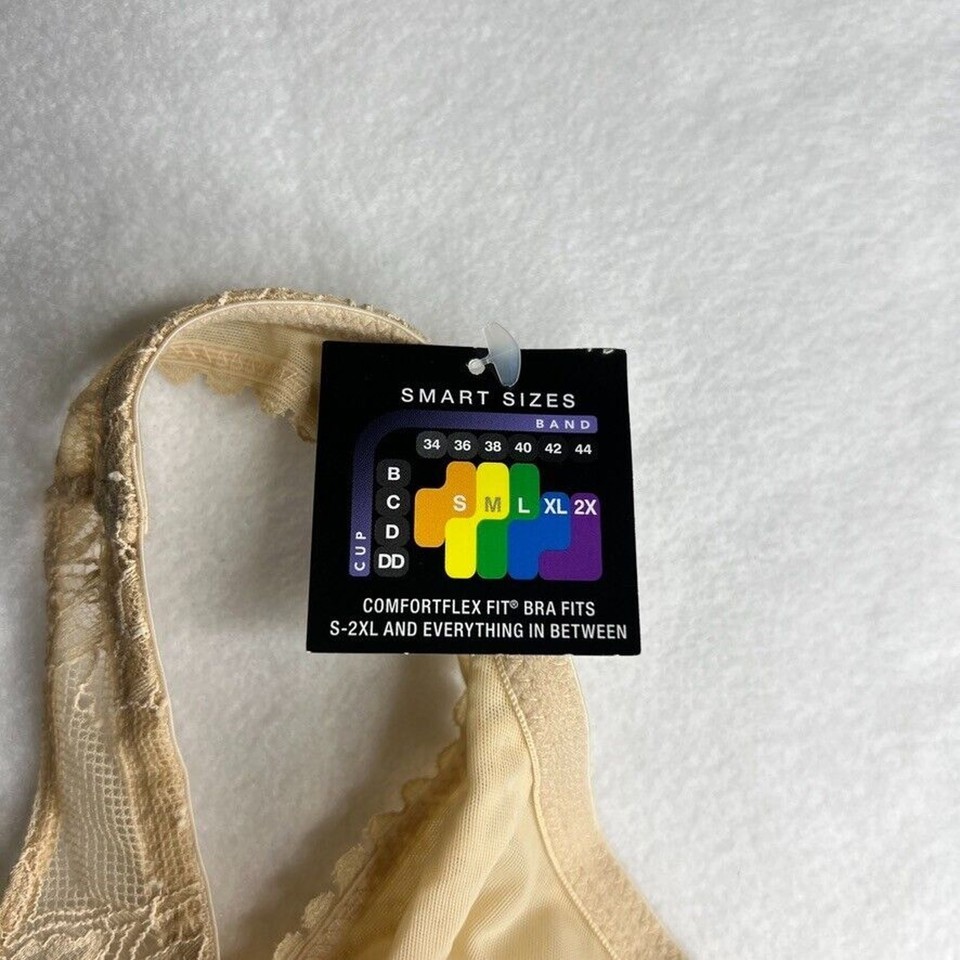 SMART SIZES
BAND
34 36 38 40 42 44
B
C S M L XL 2X
D
DD
CUP
COMFORTFLEX FIT® BRA FITS
S-2XL AND EVERYTHING IN BETWEEN